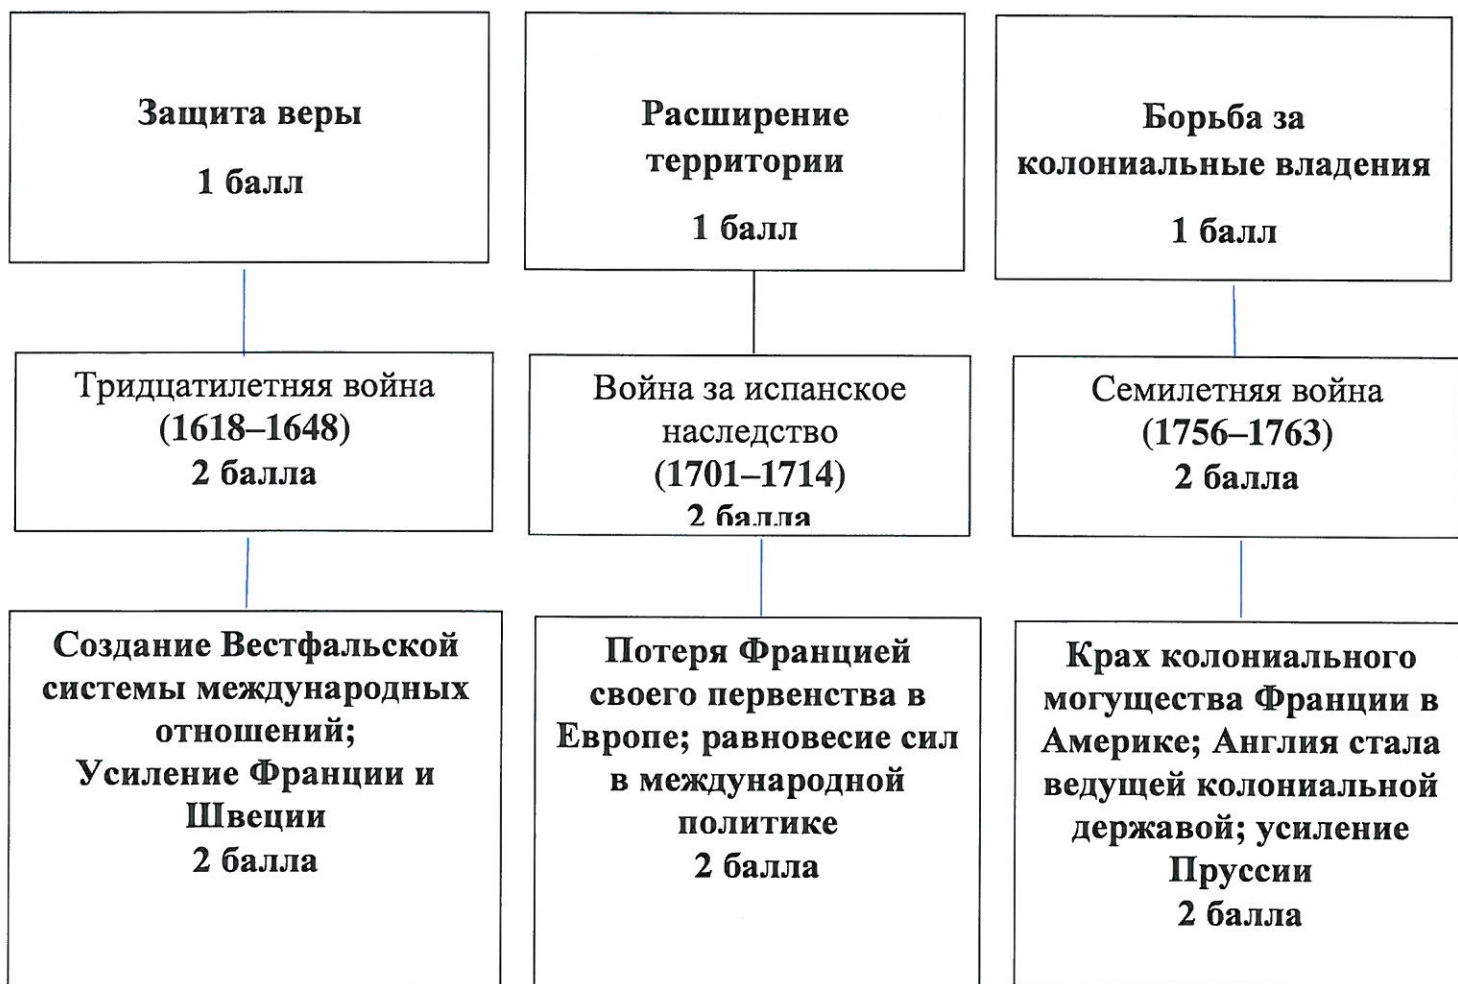 Защита веры
1 балл
Расширение
территории
1 балл
Борьба за
колониальные владения
1 балл
Тридцатилетняя война
(1618–1648)
2 балла
Война за испанское
наследство
(1701–1714)
2 балла
Семилетняя война
(1756–1763)
2 балла
Создание Вестфальской
системы международных
отношений;
Усиление Франции и
Швеции
2 балла
Потеря Францией
своего первенства в
Европе; равновесие сил
в международной
политике
2 балла
Крах колониального
могущества Франции в
Америке; Англия стала
ведущей колониальной
державой; усиление
Пруссии
2 балла